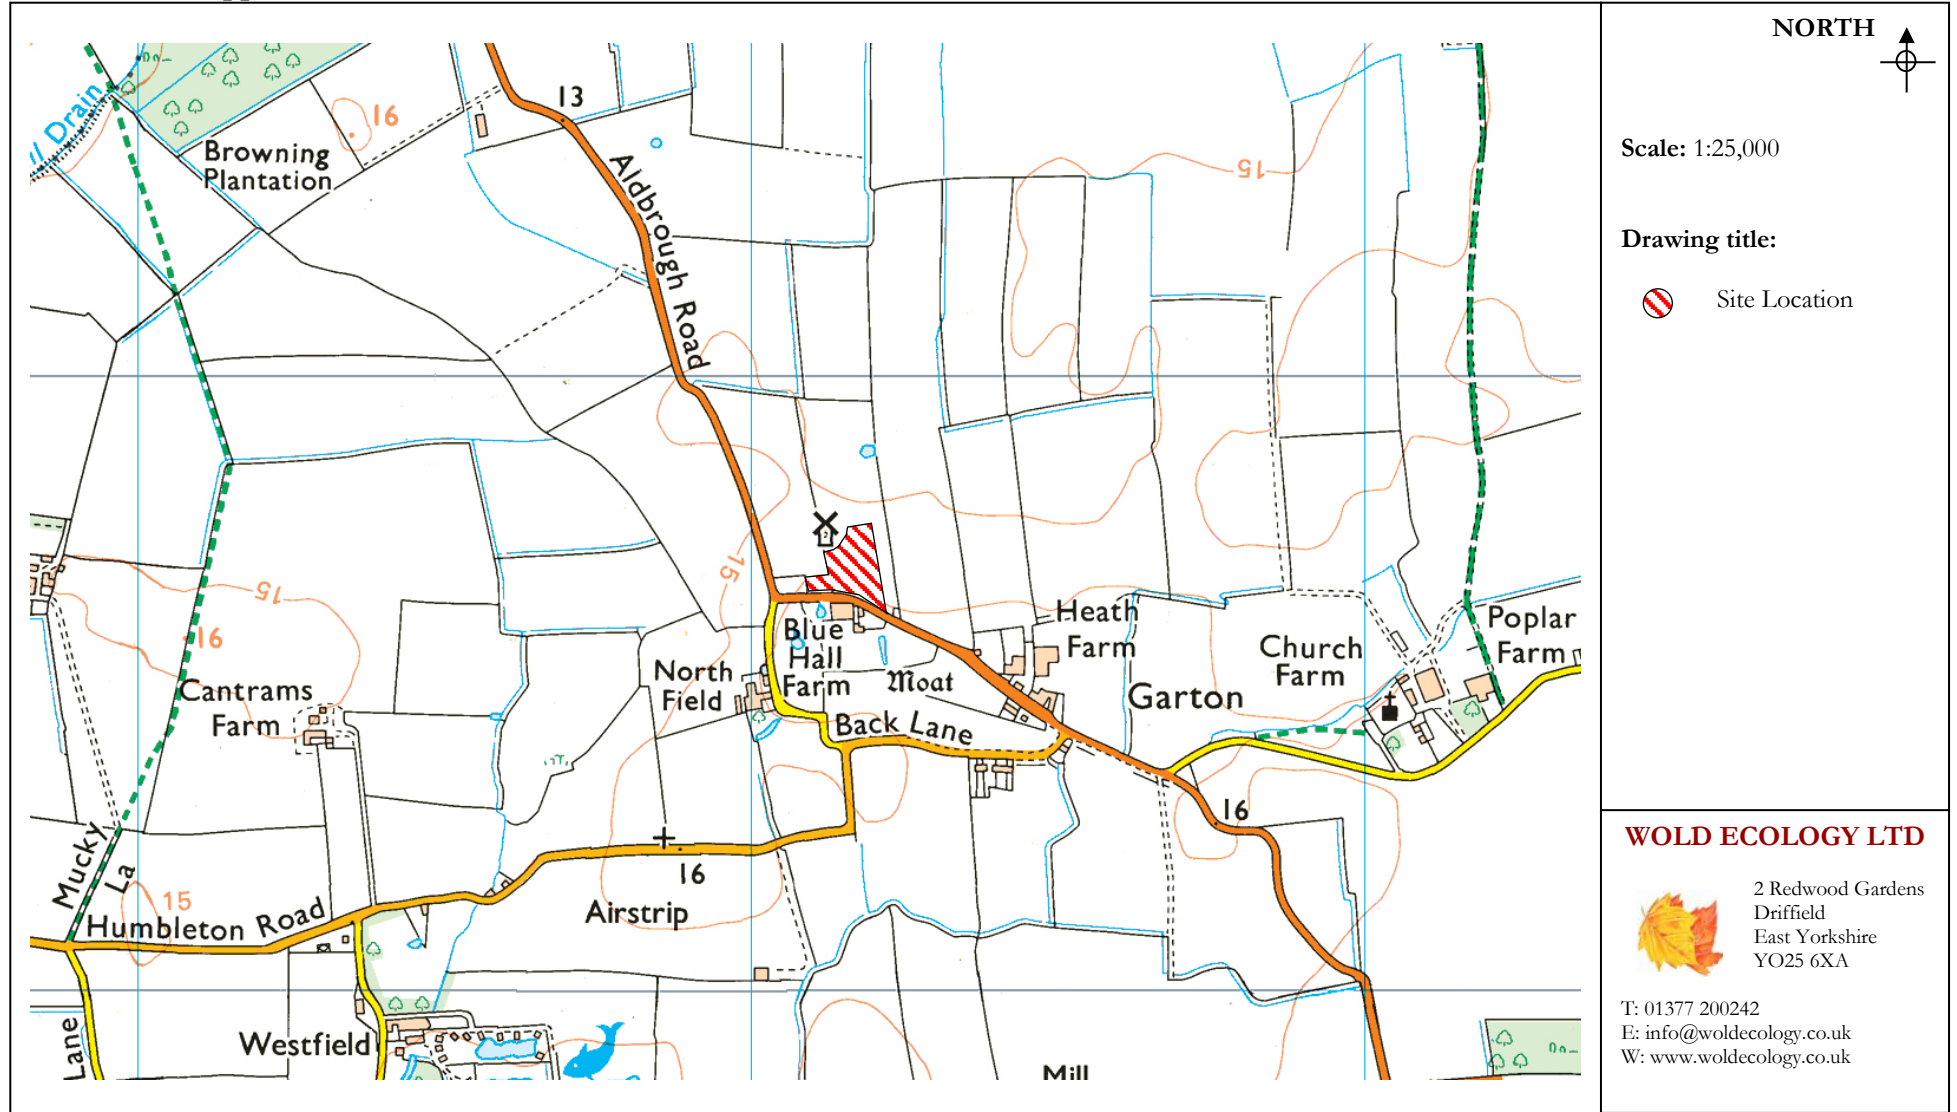 NORTH
Scale: 1:25,000
Drawing title:
Site Location
Drain
13
16
Browning
Plantation
Aldbrough Road
15
15
15
16
Cantrams
Farm
North
Field
Blue
Hall
Farm
Moat
Heath
Farm
Back Lane
Garton
Church
Farm
Poplar
Farm
16
16
Airstrip
Mucky
La
15
Humbleton Road
Lane
Westfield
Mill
WOLD ECOLOGY LTD
2 Redwood Gardens
Driffield
East Yorkshire
YO25 6XA
T: 01377 200242
E: info@woldecology.co.uk
W: www.woldecology.co.uk